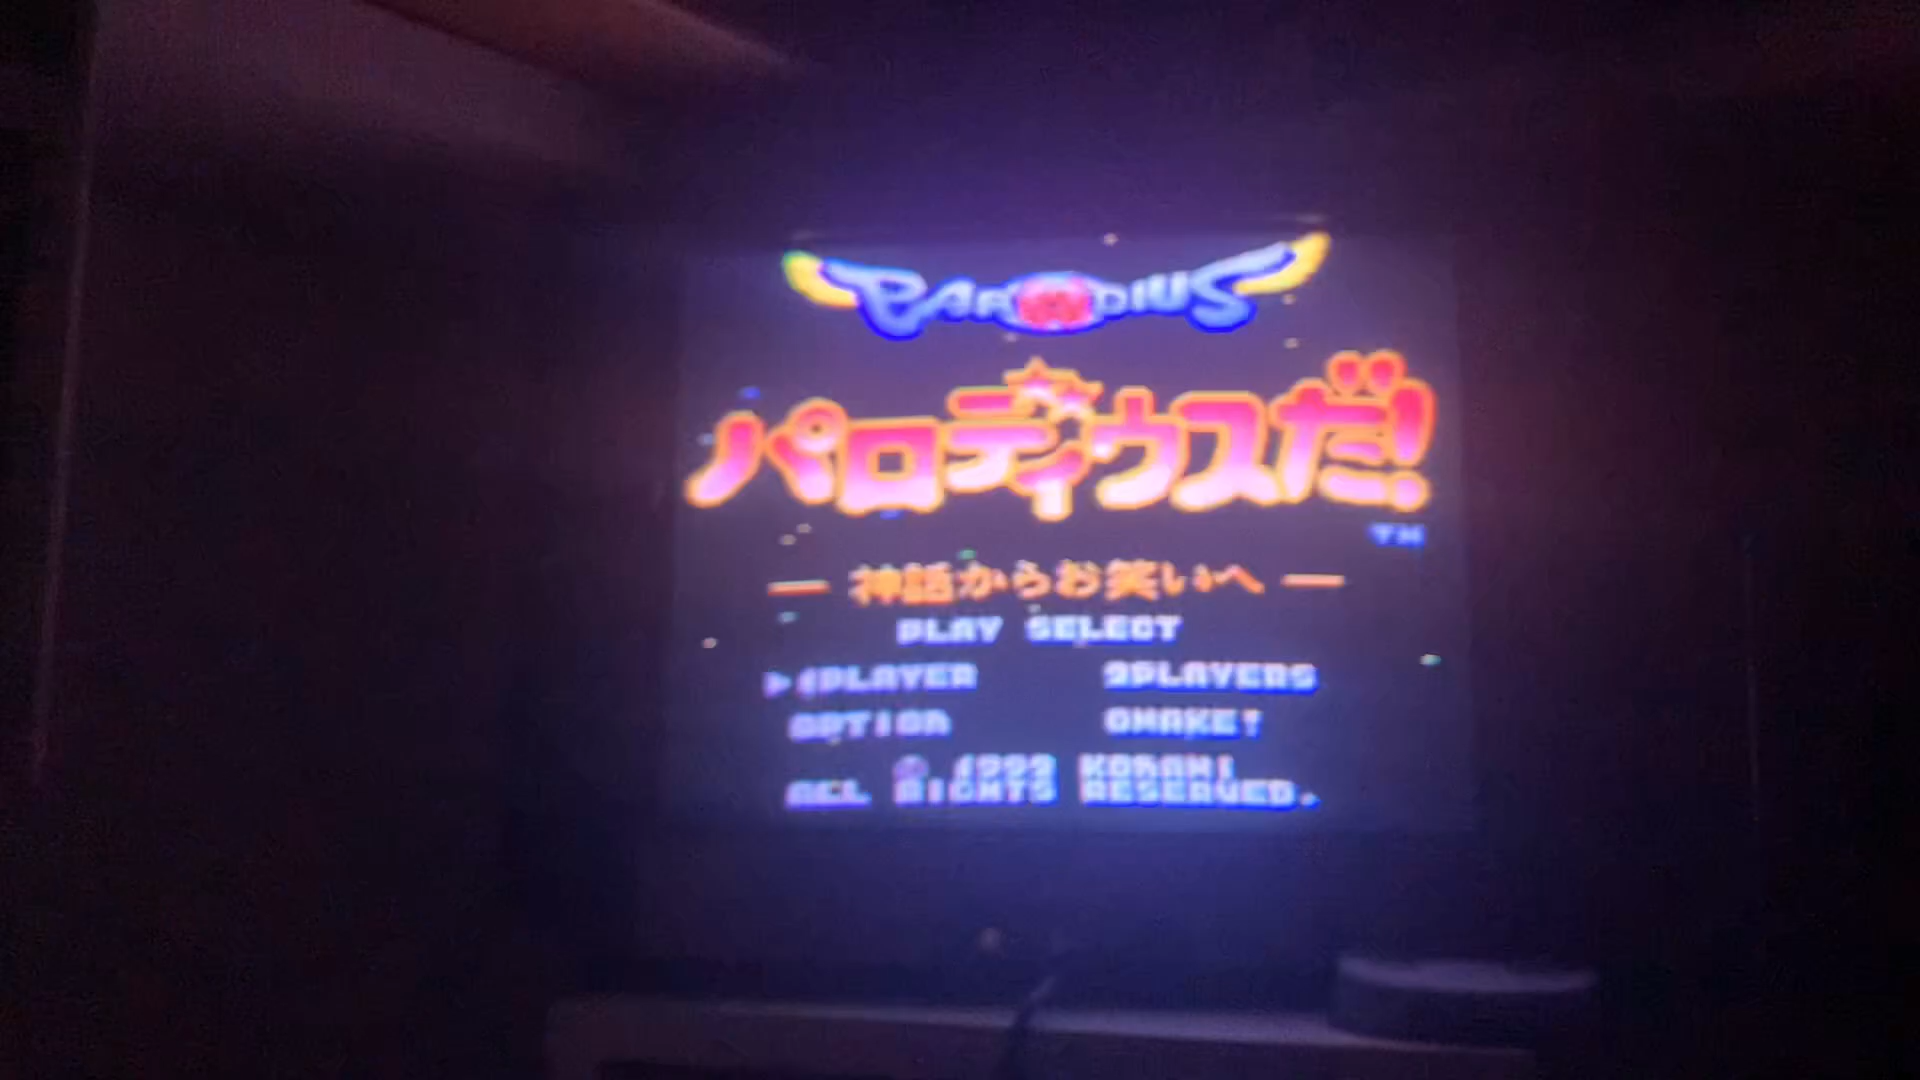 PARODIUS
パロディウスだ!
TM
― 神話からお笑いへ ―
PLAY SELECT
▶1PLAYER 2PLAYERS
OPTION OMAKE!
© 1992 KONAMI
ALL RIGHTS RESERVED.